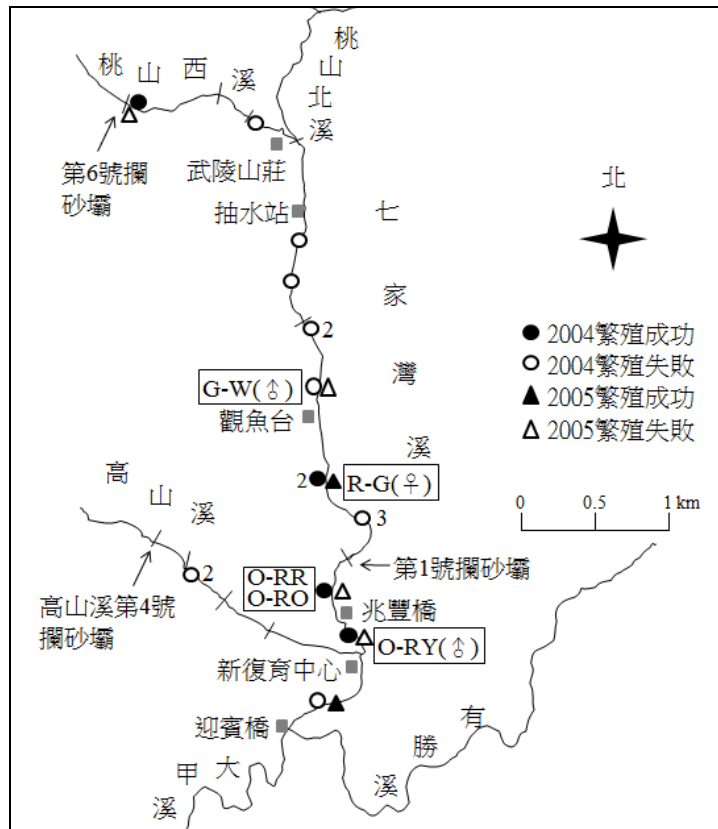 桃山西溪
桃山北溪
第6號攔
砂壩
武陵山莊
抽水站
北
七家灣溪
2
G-W(♂)
觀魚台
●2004繁殖成功
○2004繁殖失敗
▲2005繁殖成功
△2005繁殖失敗
2
R-G(♀)
高山溪
3
0 0.5 1 km
第1號攔砂壩
2
O-RR
O-RO
高山溪第4號
攔砂壩
兆豐橋
O-RY(♂)
新復育中心
迎賓橋
有勝溪
大甲溪